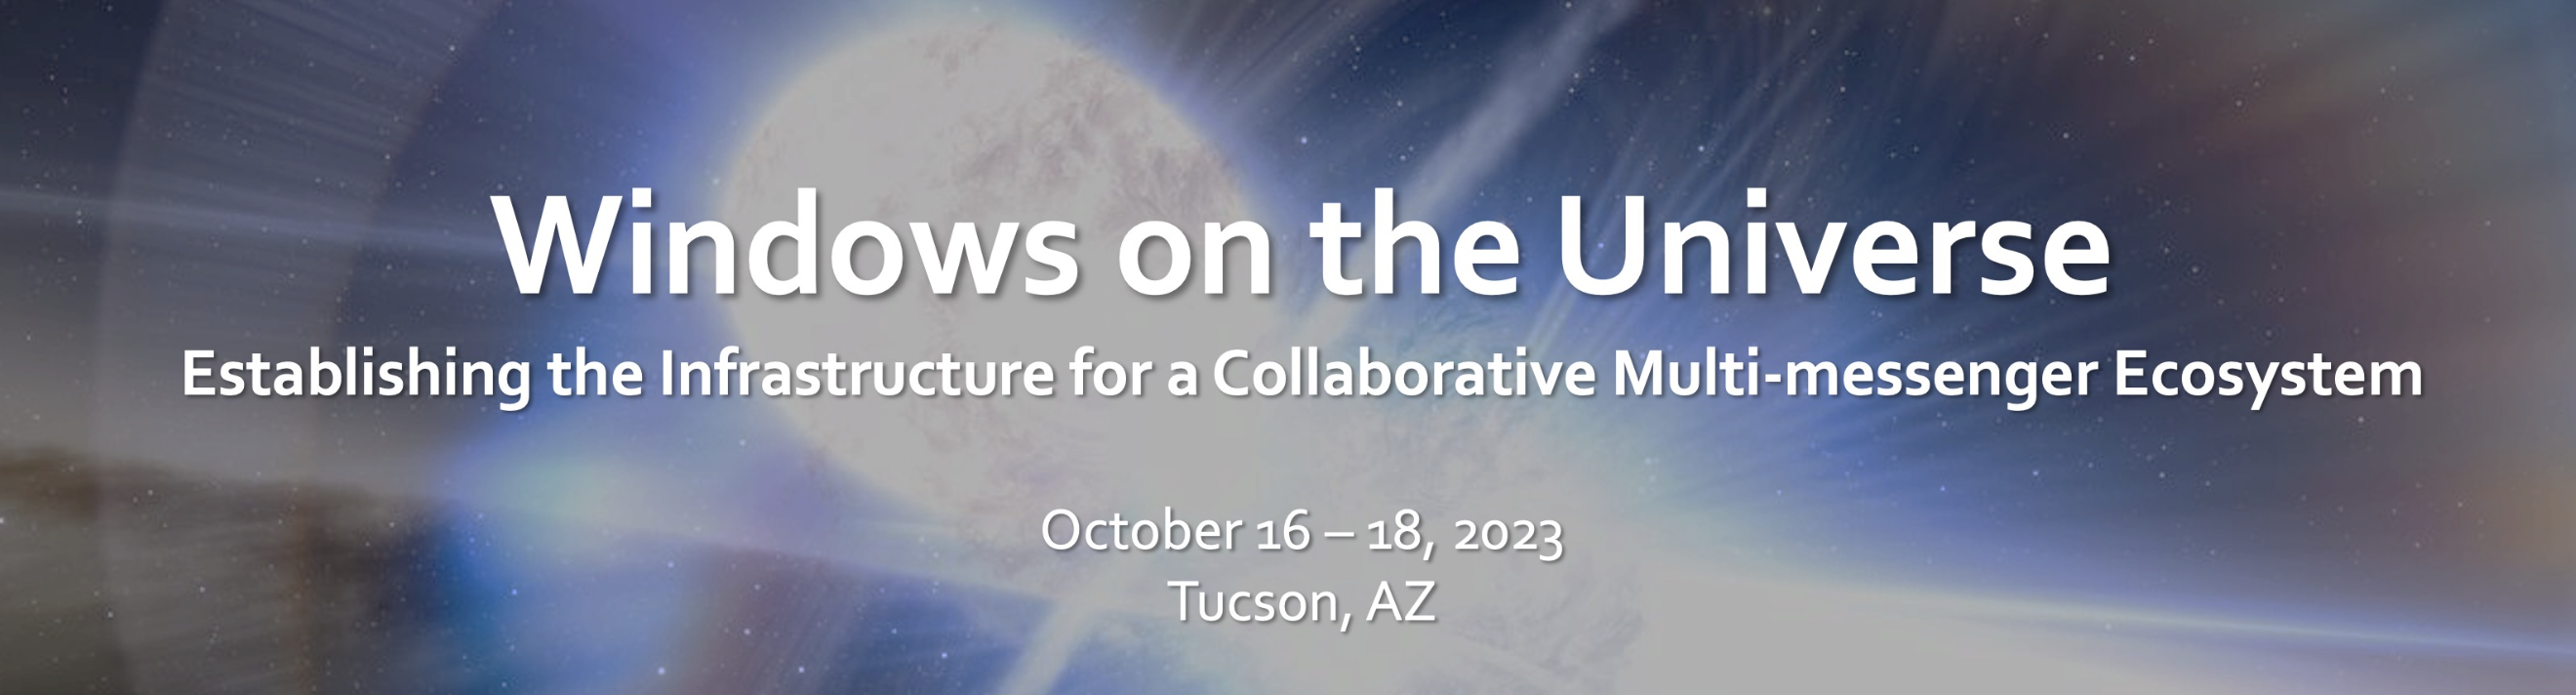 Windows on the Universe
Establishing the Infrastructure for a Collaborative Multi-messenger Ecosystem
October 16 – 18, 2023
Tucson, AZ